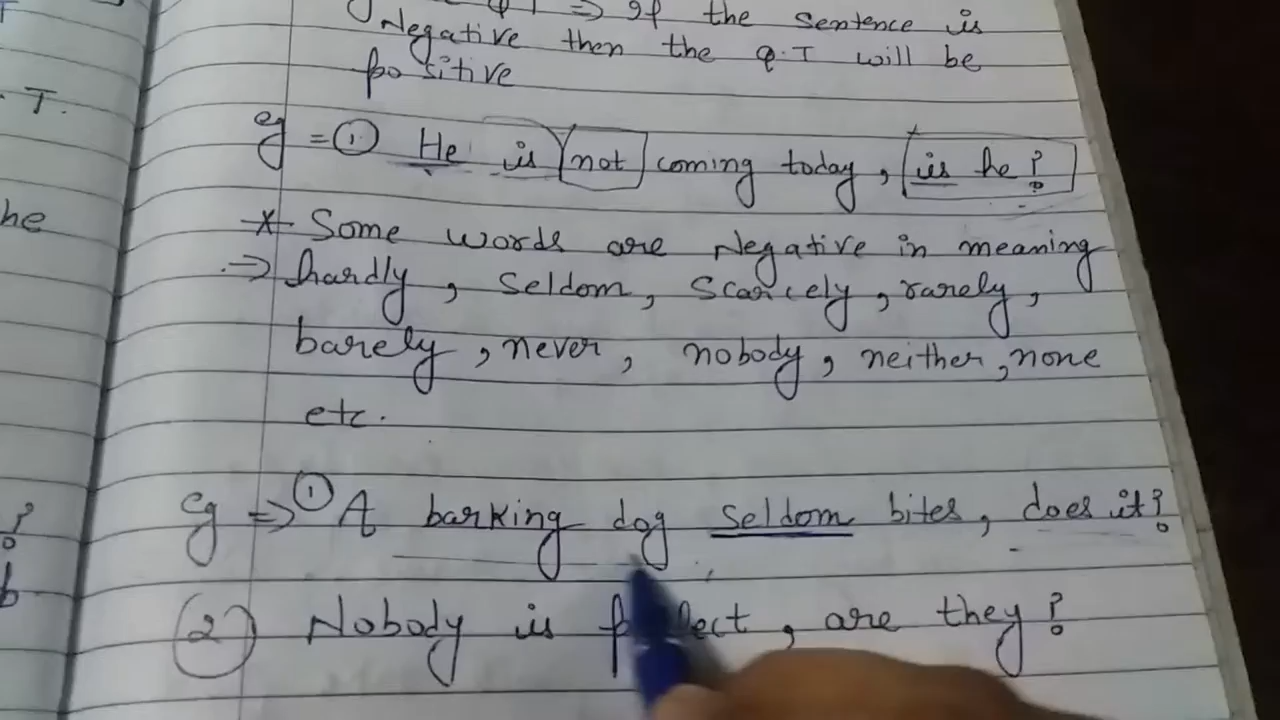 Q T => If the sentence is
Negative then the Q.T will be
positive
. T.
eg = ① He is not coming today, is he?
he
* Some words are Negative in meaning
→ hardly, seldom, scarcely, rarely,
barely, never, nobody, neither, none
etc.
eg => ① A barking dog seldom bites, does it?
?
b
② Nobody is perfect, are they?